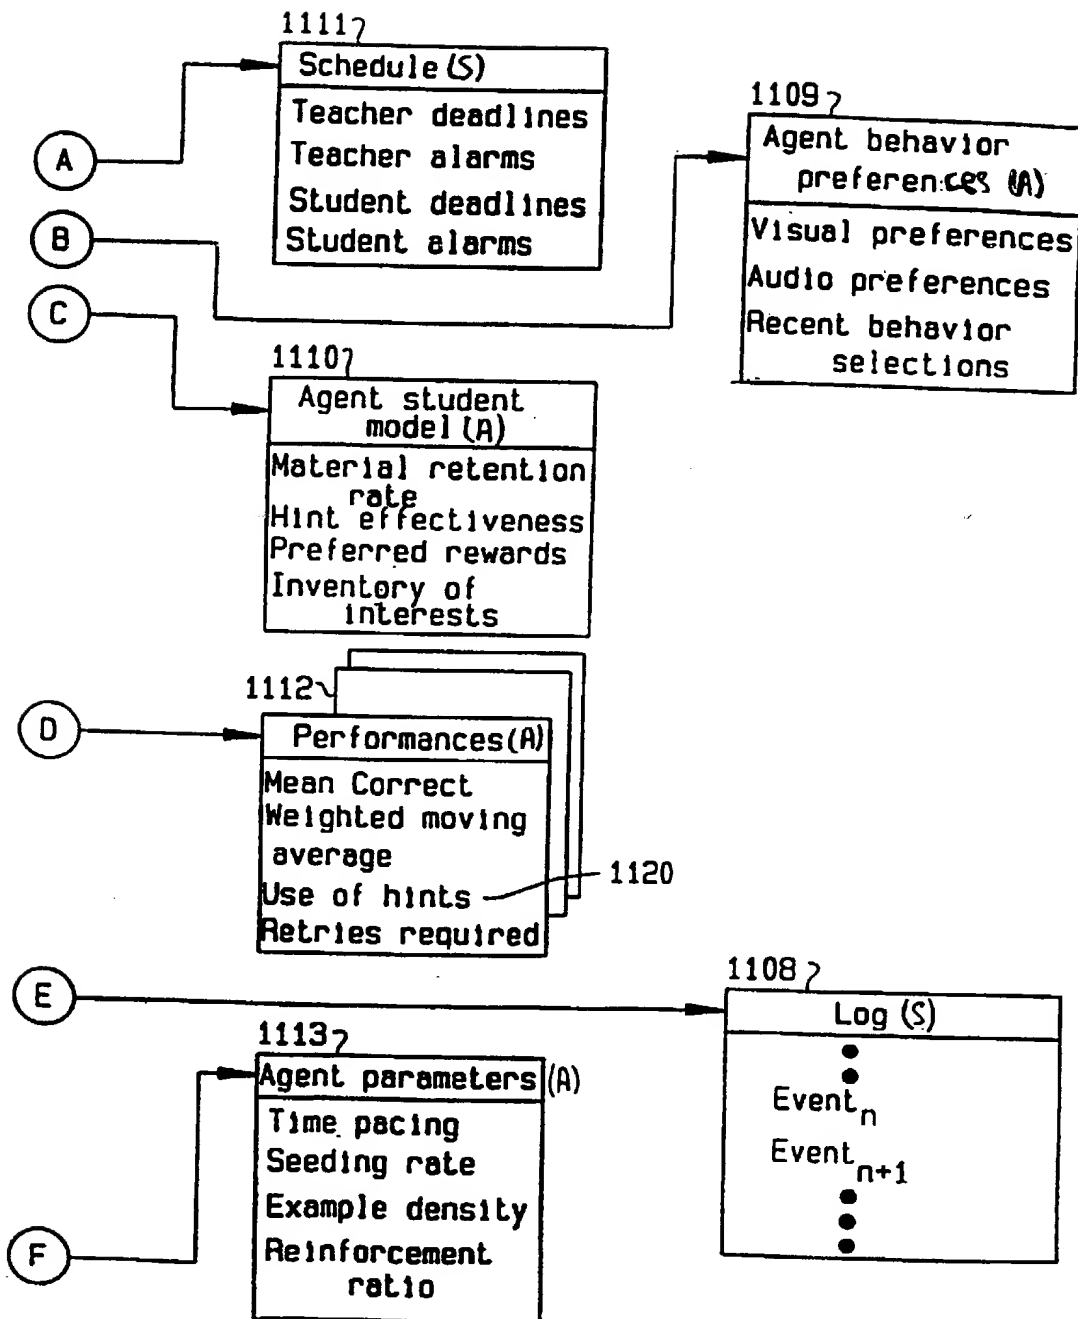 1111
Schedule (S)
Teacher deadlines
Teacher alarms
Student deadlines
Student alarms
A
B
C
1109
Agent behavior
preferences (A)
Visual preferences
Audio preferences
Recent behavior
selections
1110
Agent student
model (A)
Material retention
rate
Hint effectiveness
Preferred rewards
Inventory of
interests
1112
D
Performances (A)
Mean Correct
Weighted moving
average
Use of hints
1120
Retries required
E
1108
Log (S)
Event n
Event n+1
1113
Agent parameters (A)
Time pacing
Seeding rate
Example density
Reinforcement
ratio
F